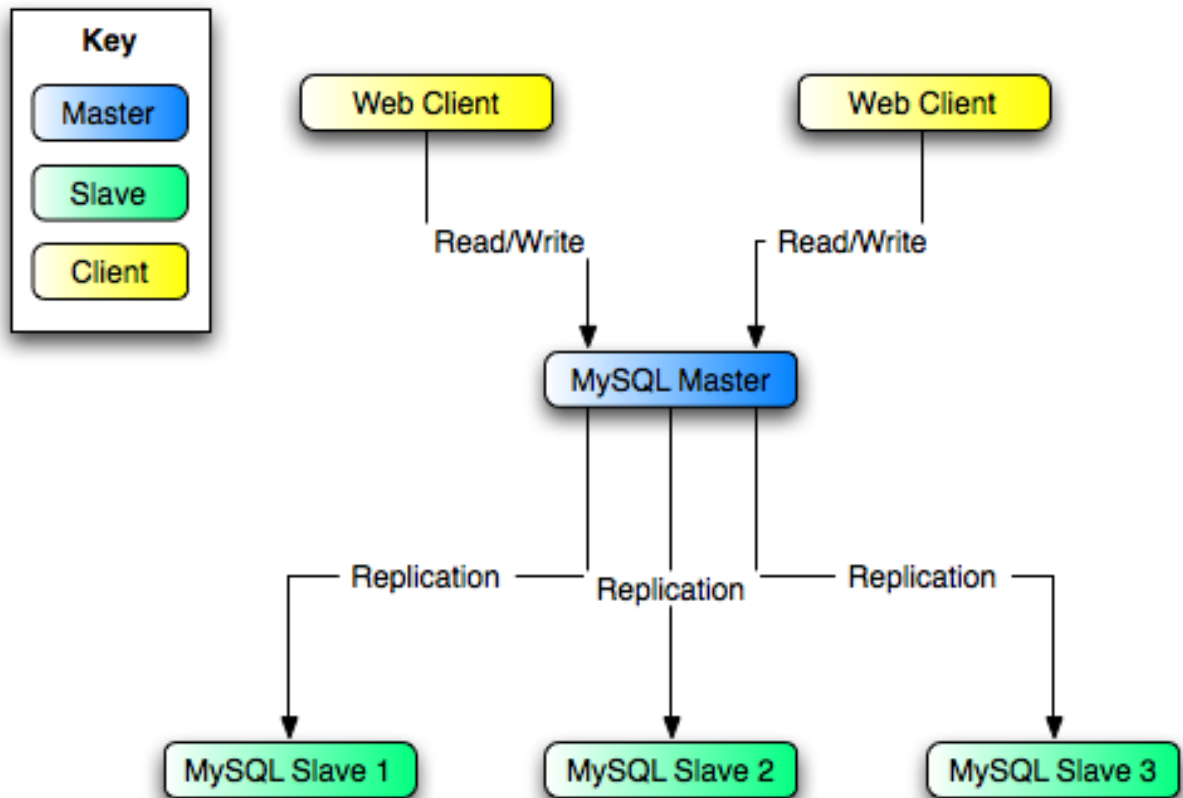 Key
Master
Slave
Client
Web Client
Web Client
Read/Write
Read/Write
MySQL Master
Replication
Replication
Replication
MySQL Slave 1
MySQL Slave 2
MySQL Slave 3